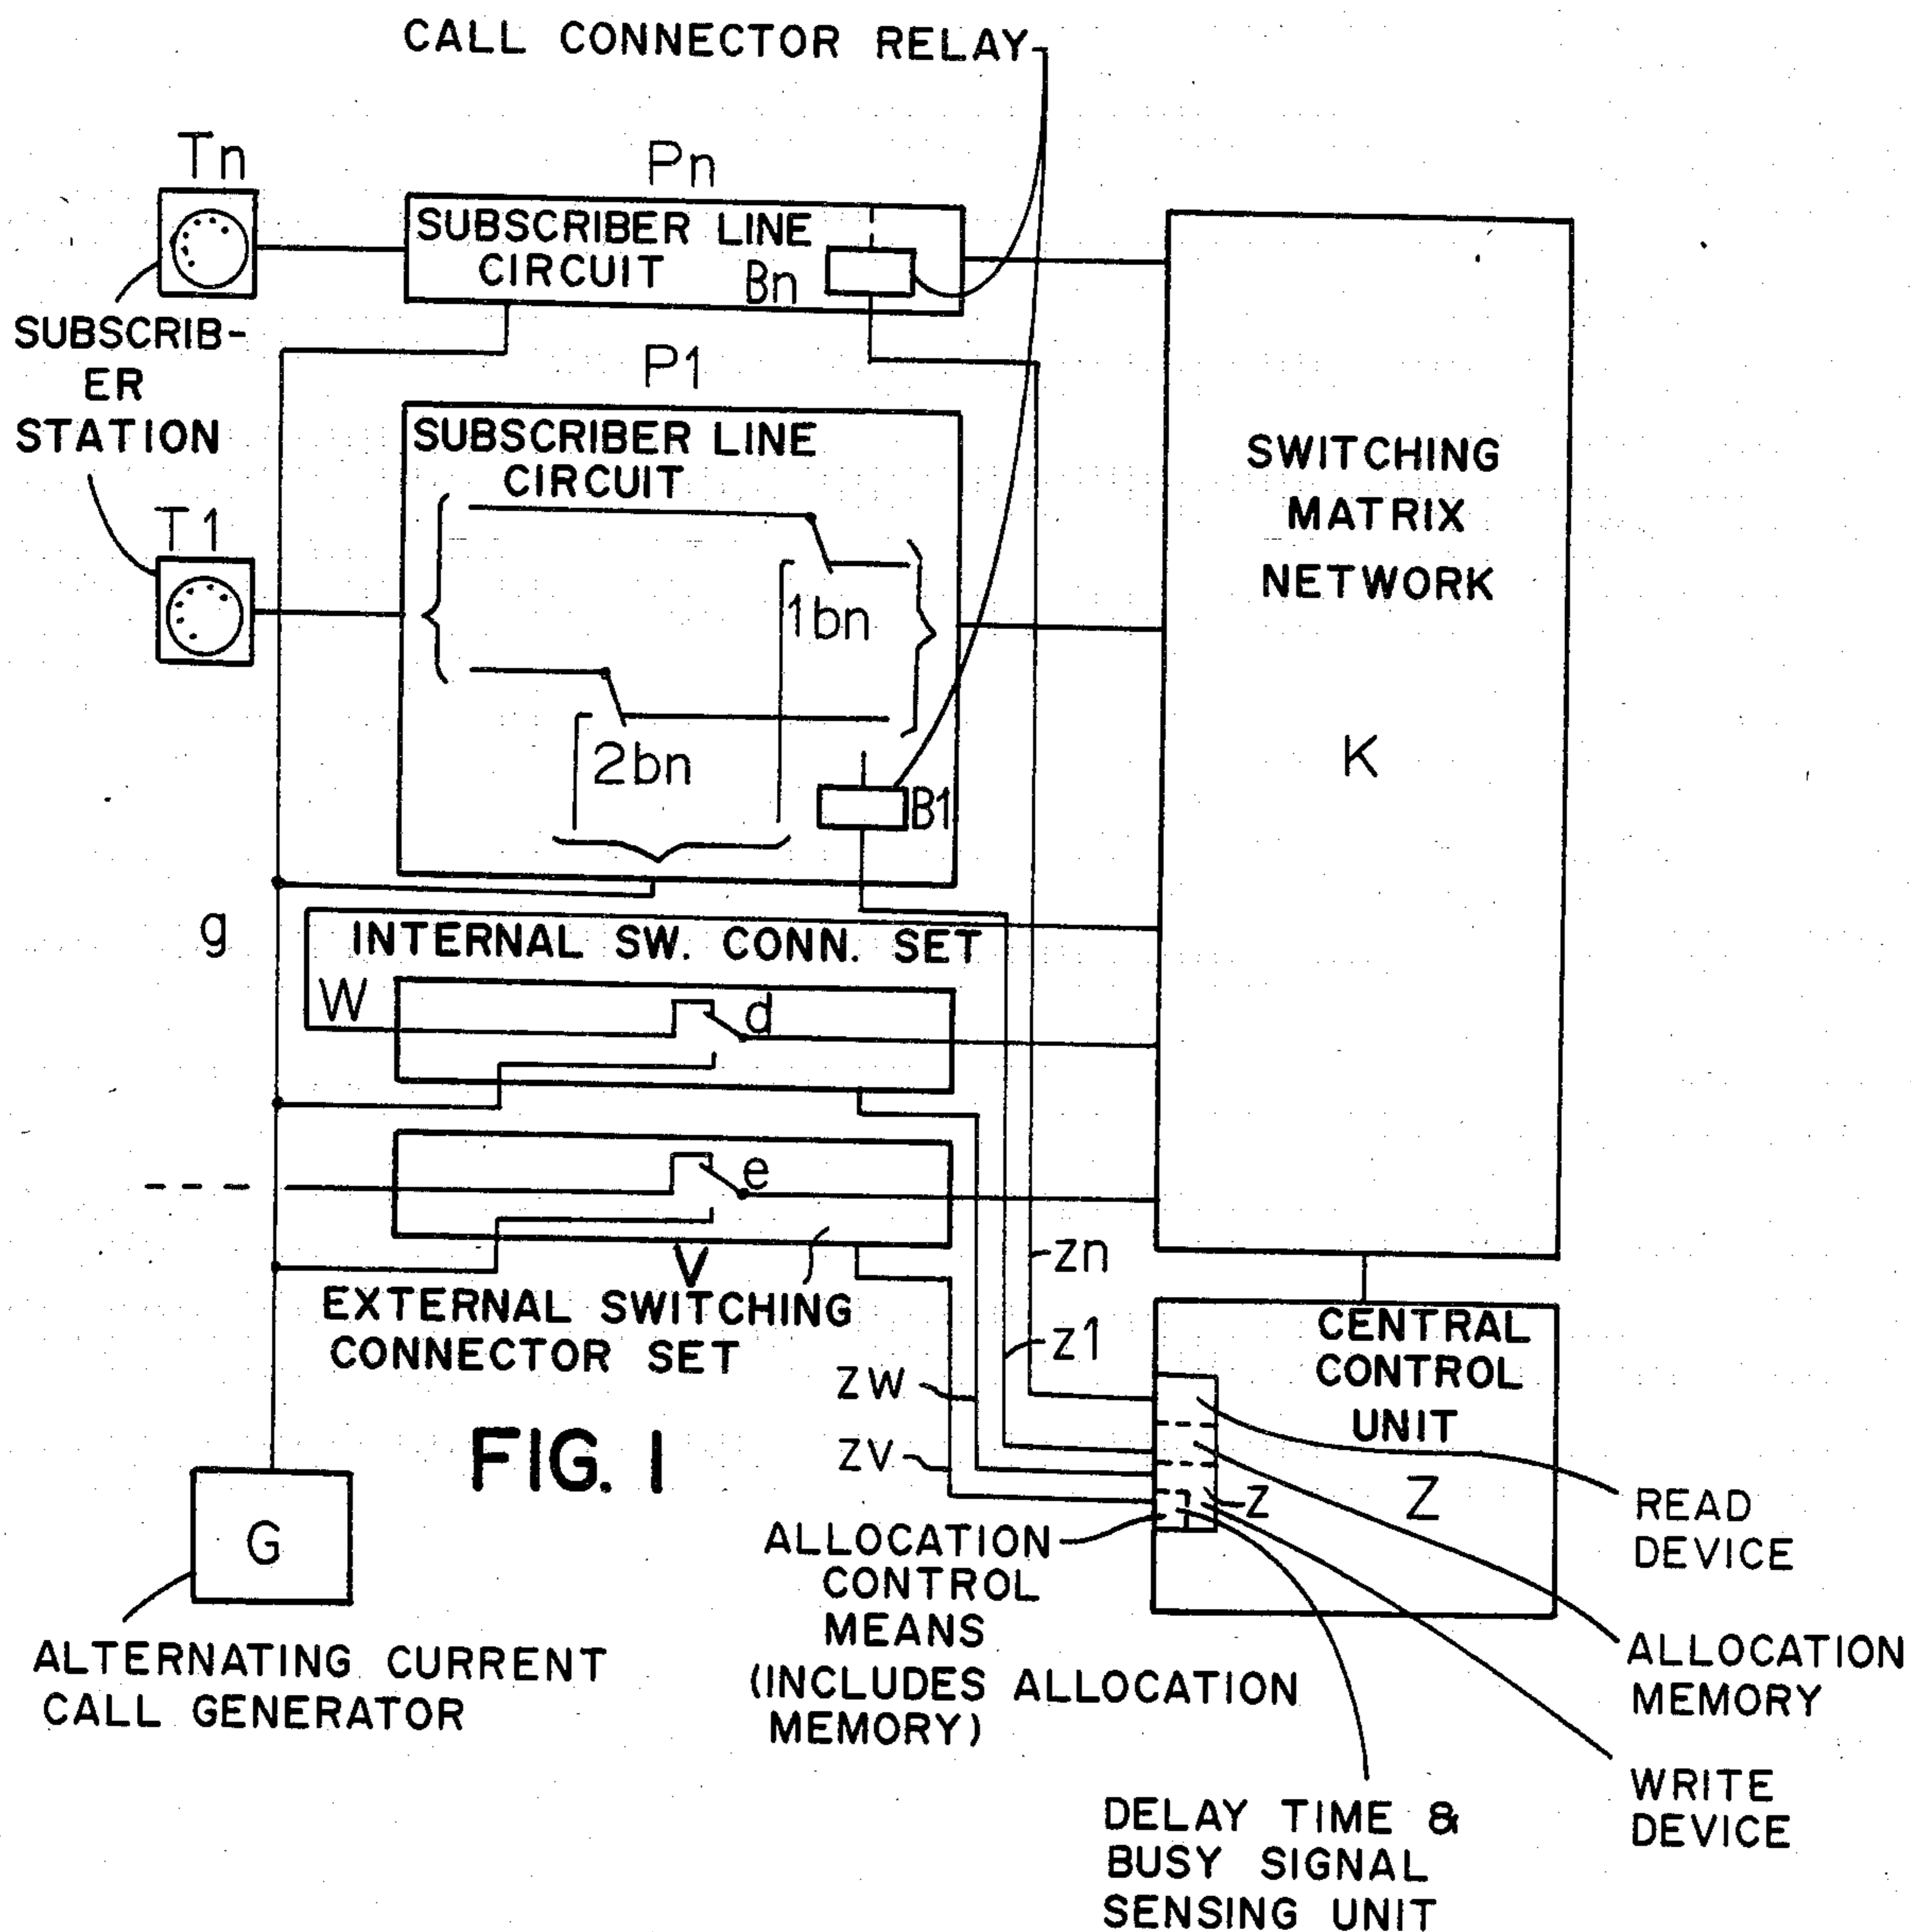 CALL CONNECTOR RELAY
Tn
Pn
SUBSCRIBER LINE
CIRCUIT
Bn
SUBSCRIB-
ER
STATION
P1
SUBSCRIBER LINE
CIRCUIT
T1
1bn
2bn
B1
SWITCHING
MATRIX
NETWORK
K
g
INTERNAL SW. CONN. SET
W
d
e
V
EXTERNAL SWITCHING
CONNECTOR SET
zn
z1
zw
zv
CENTRAL
CONTROL
UNIT
Z
z
FIG. 1
G
ALTERNATING CURRENT
CALL GENERATOR
ALLOCATION
CONTROL
MEANS
(INCLUDES ALLOCATION
MEMORY)
READ
DEVICE
ALLOCATION
MEMORY
WRITE
DEVICE
DELAY TIME &
BUSY SIGNAL
SENSING UNIT